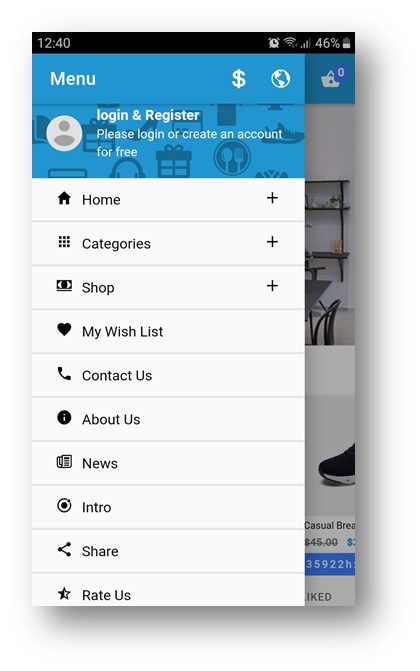 12:40 46%
Menu $ 0
login & Register
Please login or create an account
for free
Home +
Categories +
Shop +
My Wish List
Contact Us
About Us
News
Intro
Share
Rate Us
Casual Brea
$45.00 $
35922h
LIKED